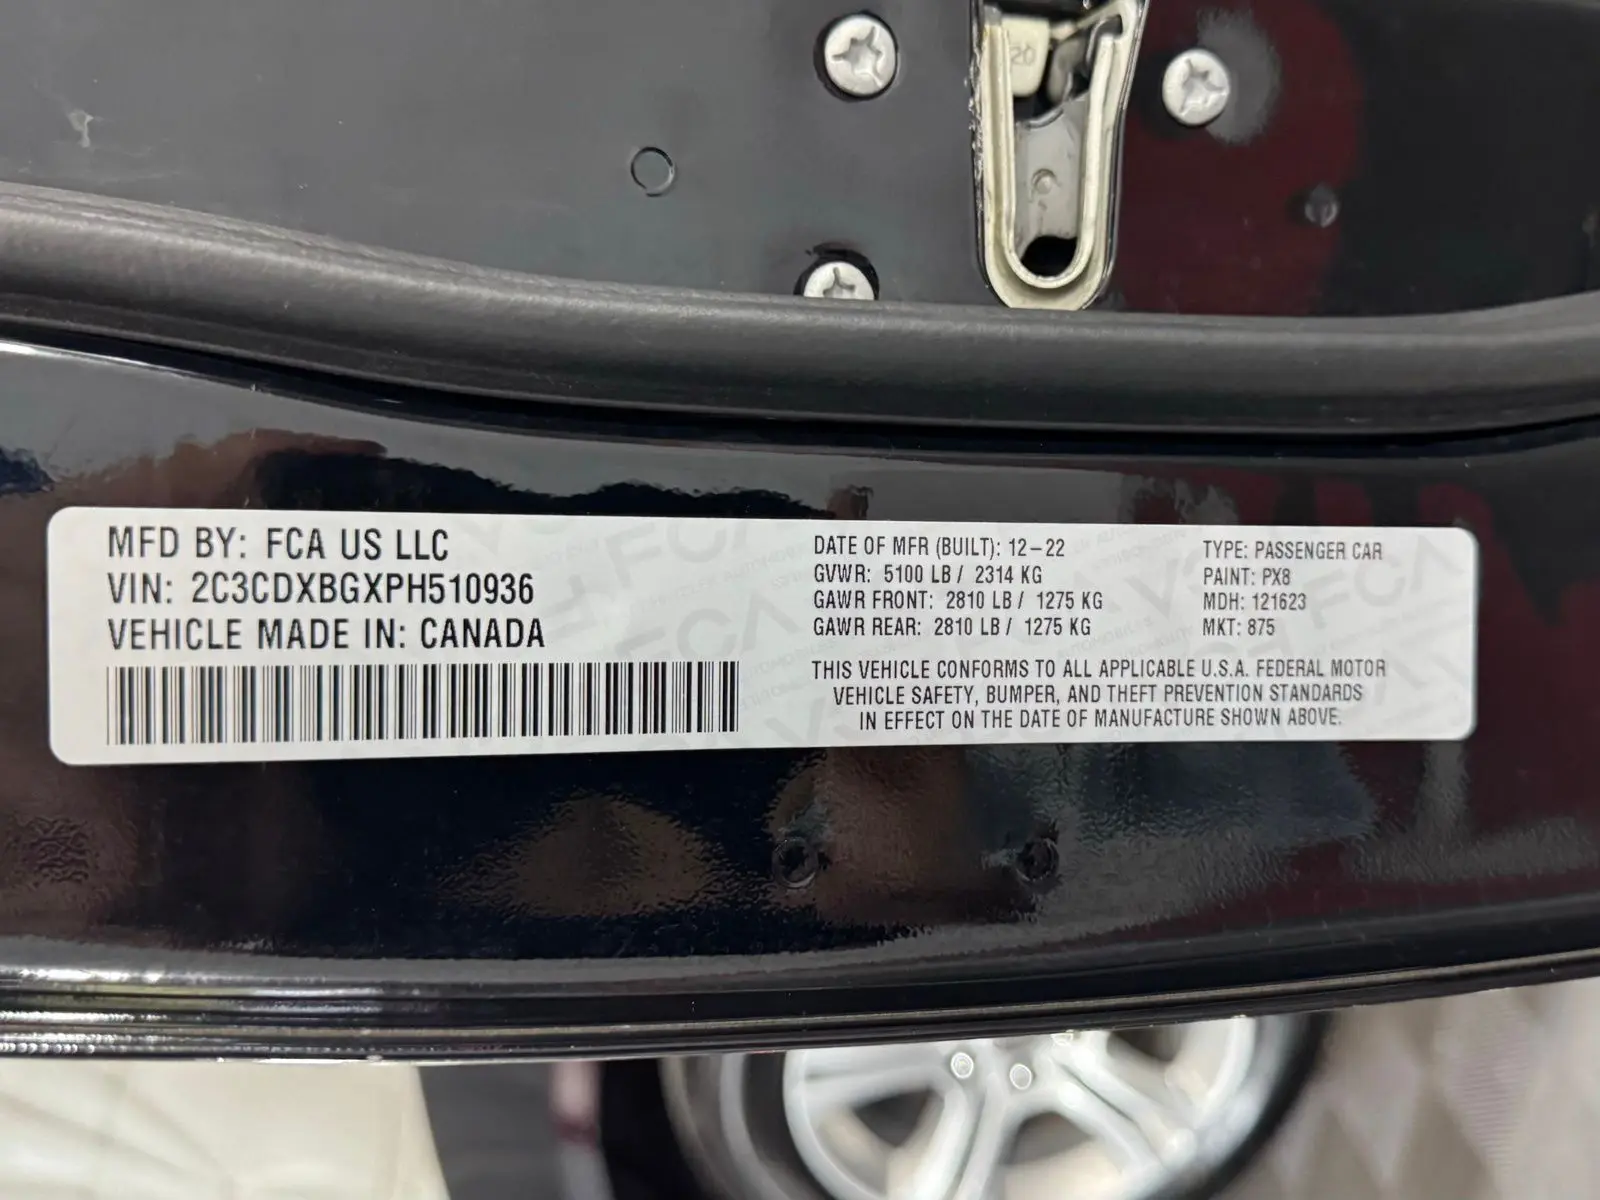 20
MFD BY: FCA US LLC
VIN: 2C3CDXBGXPH510936
VEHICLE MADE IN: CANADA
DATE OF MFR (BUILT): 12-22
GVWR: 5100 LB / 2314 KG
GAWR FRONT: 2810 LB / 1275 KG
GAWR REAR: 2810 LB / 1275 KG
TYPE: PASSENGER CAR
PAINT: PX8
MDH: 121623
MKT: 875
THIS VEHICLE CONFORMS TO ALL APPLICABLE U.S.A. FEDERAL MOTOR
VEHICLE SAFETY, BUMPER, AND THEFT PREVENTION STANDARDS
IN EFFECT ON THE DATE OF MANUFACTURE SHOWN ABOVE.